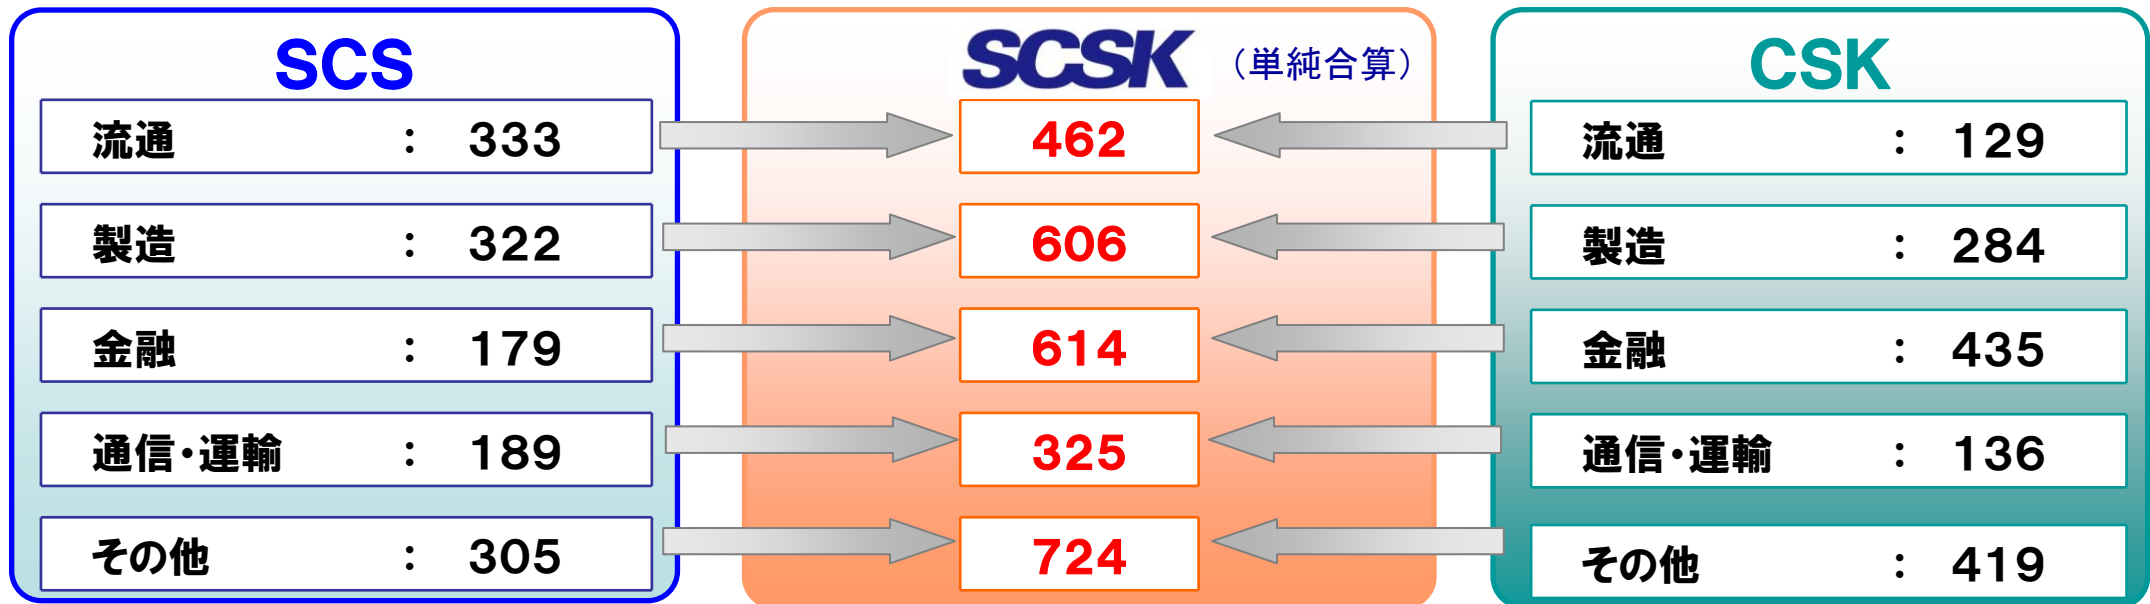 SCS
流通 : 333
製造 : 322
金融 : 179
通信・運輸 : 189
その他 : 305
SCSK (単純合算)
462
606
614
325
724
CSK
流通 : 129
製造 : 284
金融 : 435
通信・運輸 : 136
その他 : 419